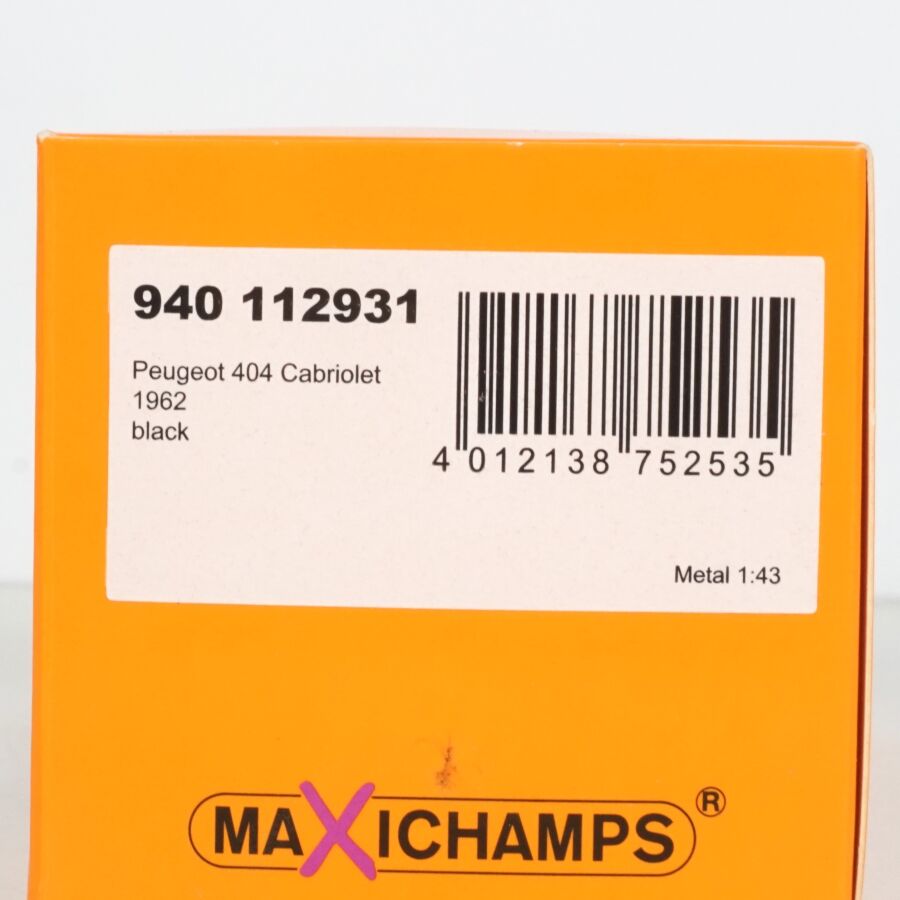 940 112931
Peugeot 404 Cabriolet
1962
black
4 012138 752535
Metal 1:43
MAXICHAMPS®